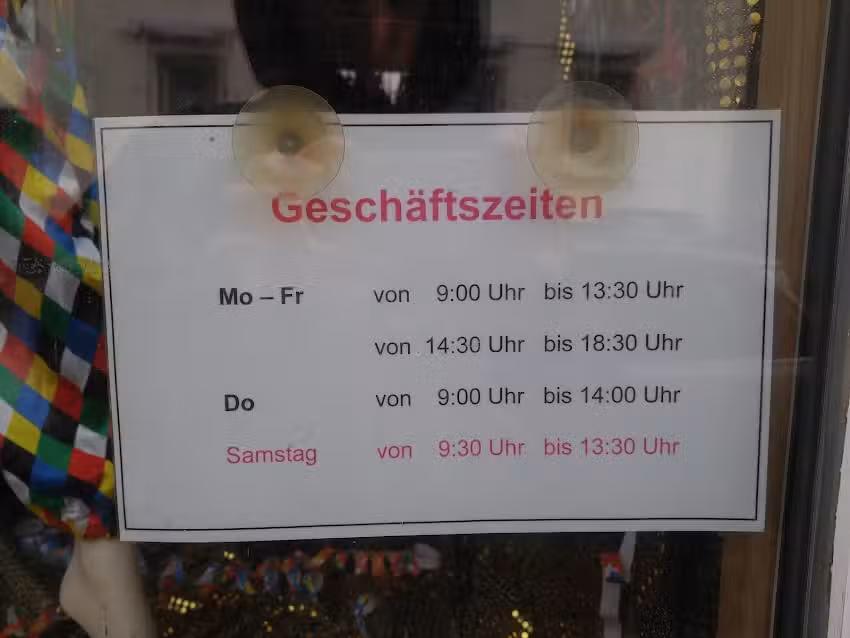 Geschäftszeiten
Mo – Fr von 9:00 Uhr bis 13:30 Uhr
von 14:30 Uhr bis 18:30 Uhr
Do von 9:00 Uhr bis 14:00 Uhr
Samstag von 9:30 Uhr bis 13:30 Uhr